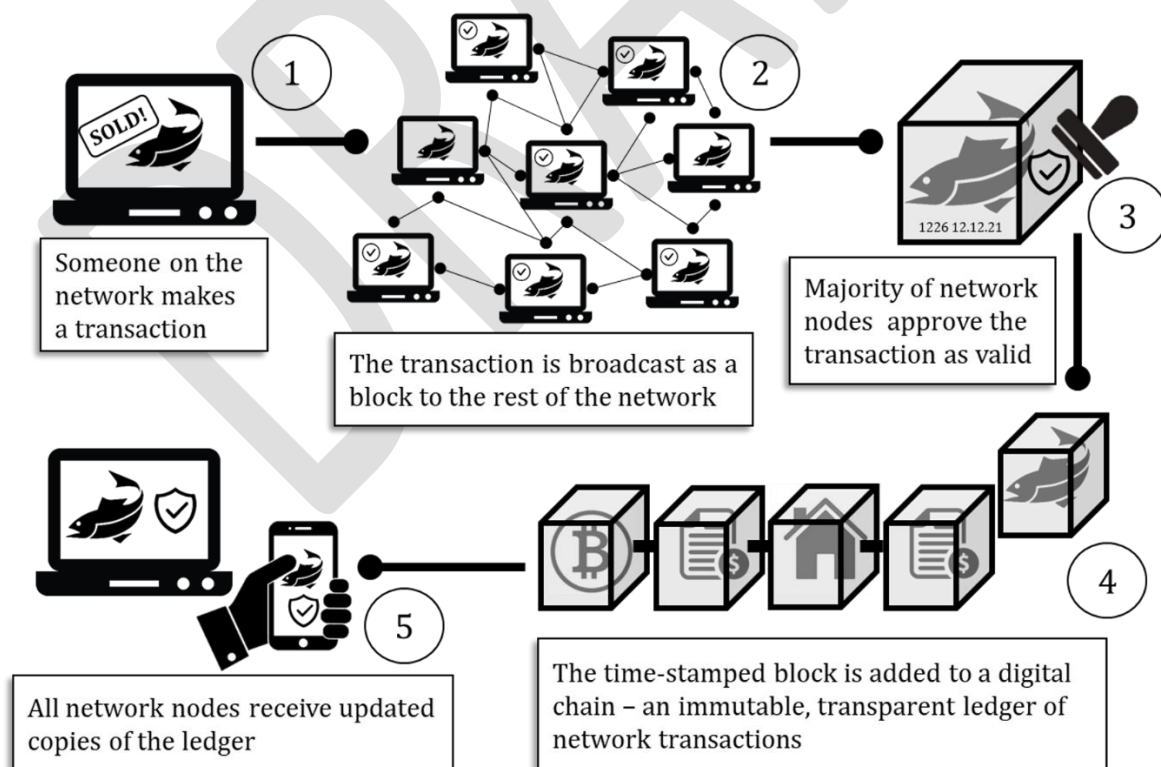 1
SOLD!
Someone on the
network makes
a transaction
2
The transaction is broadcast as a
block to the rest of the network
1226 12.12.21
3
Majority of network
nodes approve the
transaction as valid
4
The time-stamped block is added to a digital
chain – an immutable, transparent ledger of
network transactions
B
$
$
5
All network nodes receive updated
copies of the ledger
DRA